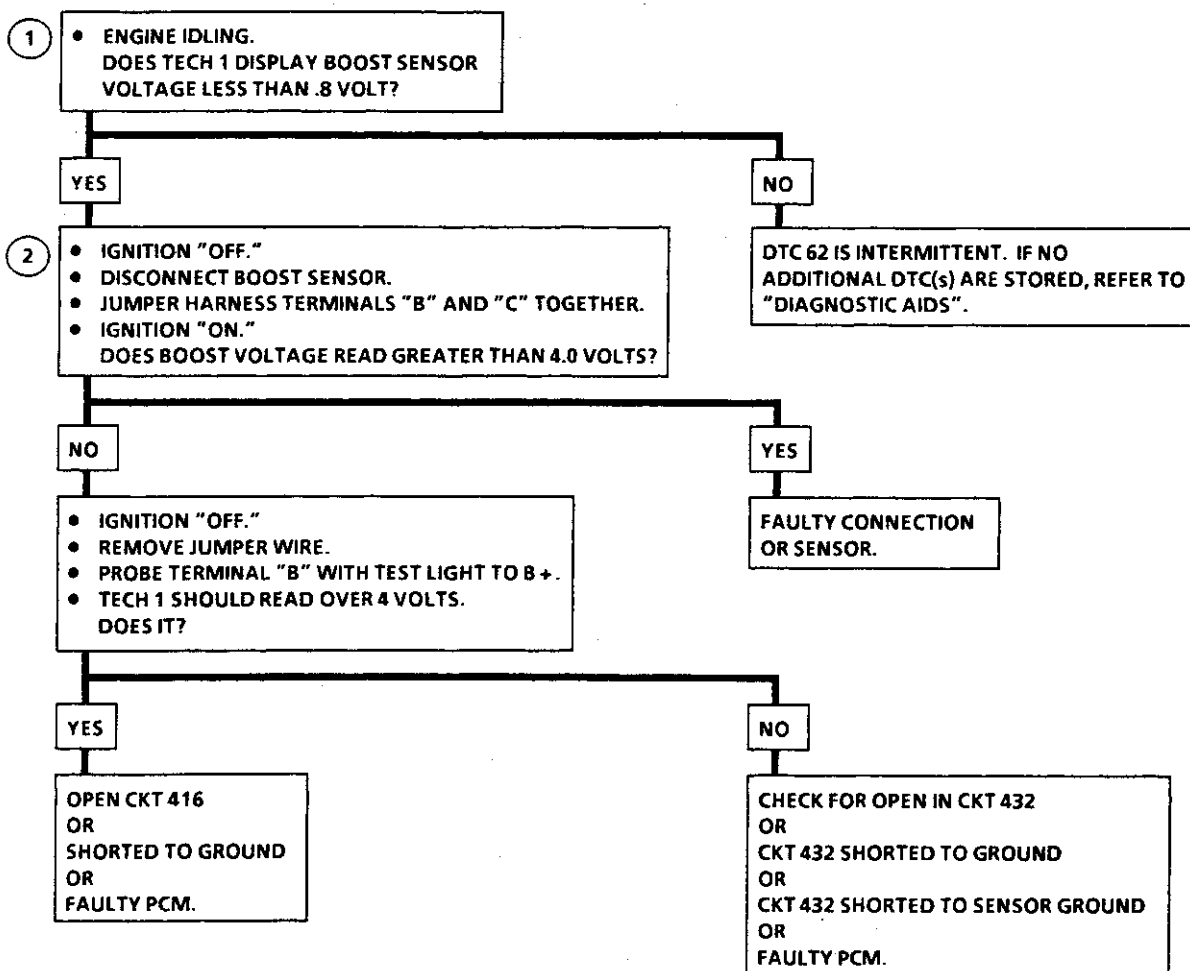 1
• ENGINE IDLING.
DOES TECH 1 DISPLAY BOOST SENSOR
VOLTAGE LESS THAN .8 VOLT?
YES
NO
2
• IGNITION "OFF."
• DISCONNECT BOOST SENSOR.
• JUMPER HARNESS TERMINALS "B" AND "C" TOGETHER.
• IGNITION "ON."
DOES BOOST VOLTAGE READ GREATER THAN 4.0 VOLTS?
DTC 62 IS INTERMITTENT. IF NO
ADDITIONAL DTC(s) ARE STORED, REFER TO
"DIAGNOSTIC AIDS".
NO
YES
• IGNITION "OFF."
• REMOVE JUMPER WIRE.
• PROBE TERMINAL "B" WITH TEST LIGHT TO B+.
• TECH 1 SHOULD READ OVER 4 VOLTS.
DOES IT?
FAULTY CONNECTION
OR SENSOR.
YES
NO
OPEN CKT 416
OR
SHORTED TO GROUND
OR
FAULTY PCM.
CHECK FOR OPEN IN CKT 432
OR
CKT 432 SHORTED TO GROUND
OR
CKT 432 SHORTED TO SENSOR GROUND
OR
FAULTY PCM.